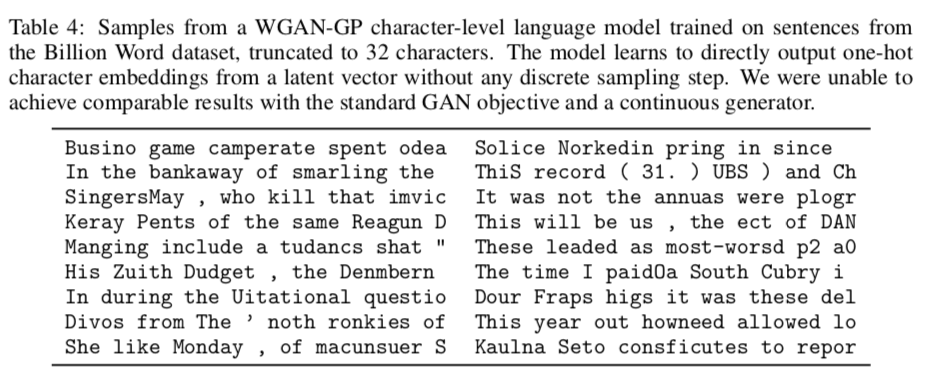 Table 4: Samples from a WGAN-GP character-level language model trained on sentences from
the Billion Word dataset, truncated to 32 characters. The model learns to directly output one-hot
character embeddings from a latent vector without any discrete sampling step. We were unable to
achieve comparable results with the standard GAN objective and a continuous generator.
Busino game camperate spent odea
In the bankaway of smarling the
SingersMay , who kill that imvic
Keray Pents of the same Reagun D
Manging include a tudancs shat "
His Zuith Dudget , the Denmbern
In during the Uitational questio
Divos from The ' noth ronkies of
She like Monday , of macunsuer S
Solice Norkedin pring in since
ThiS record ( 31. ) UBS ) and Ch
It was not the annuas were plogr
This will be us , the ect of DAN
These leaded as most-worsd p2 a0
The time I paidOa South Cubry i
Dour Fraps higs it was these del
This year out howneed allowed lo
Kaulna Seto consficutes to repor